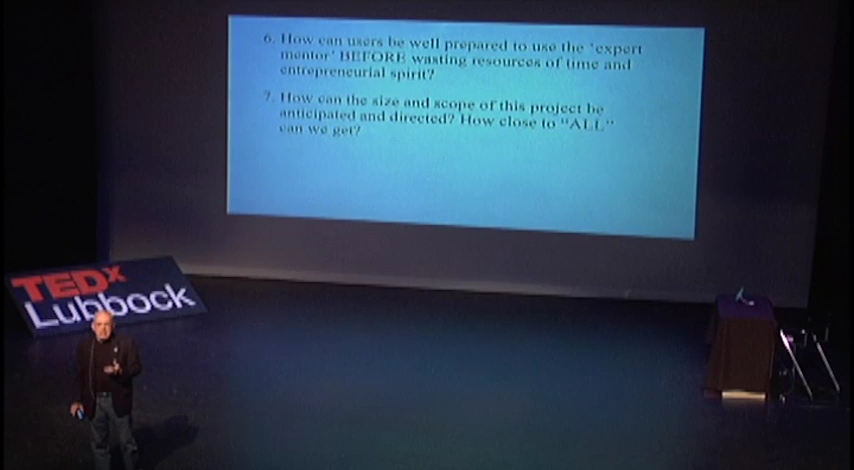 6. How can users be well prepared to use the 'expert
mentor' BEFORE wasting resources of time and
entrepreneurial spirit?
7. How can the size and scope of this project be
anticipated and directed? How close to "ALL"
can we get?
TEDx
Lubbock